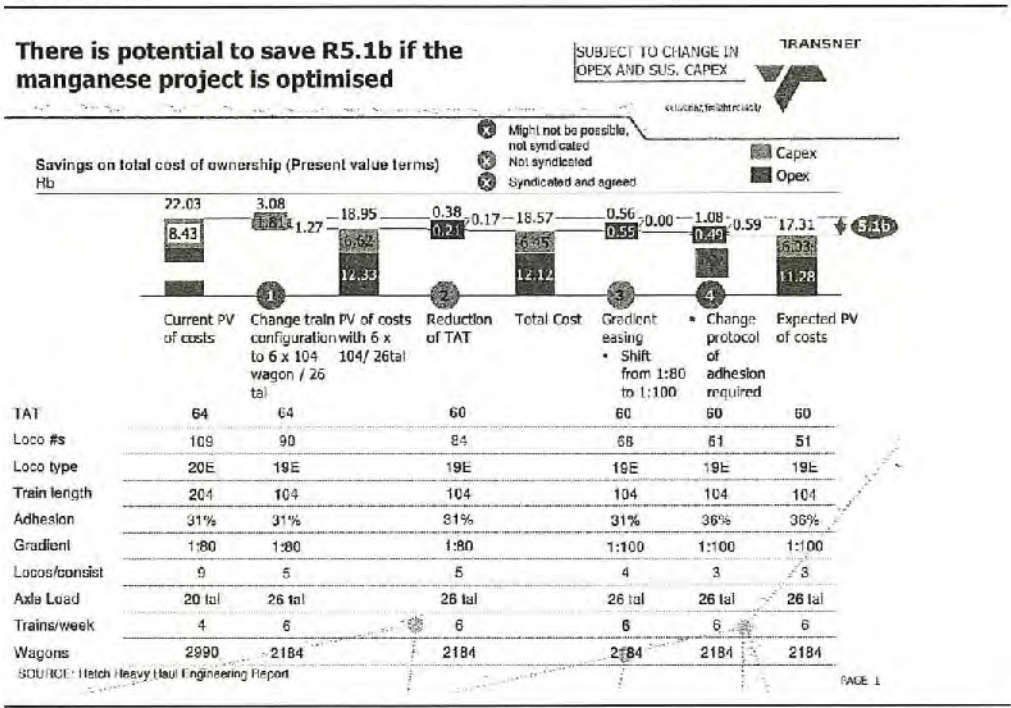 There is potential to save R5.1b if the
manganese project is optimised
SUBJECT TO CHANGE IN
OPEX AND SUS. CAPEX
TRANSNET
Might not be possible,
not syndicated
Not syndicated
Syndicated and agreed
Capex
Opex
Savings on total cost of ownership (Present value terms)
Rb
22.03 3.08 18.95 0.38 0.17 18.57 0.56 0.00 1.08 0.59 17.31 5.1b
8.43 1.81 1.27 6.62 0.21 6.45 0.55 0.49 6.03
12.33 12.12 11.28
1 2 3 4
Current PV
of costs
Change train
configuration
to 6 x 104
wagon / 26
tal
PV of costs
with 6 x
104/ 26tal
Reduction
of TAT
Total Cost
Gradient
easing
• Shift
from 1:80
to 1:100
• Change
protocol
of
adhesion
required
Expected PV
of costs
TAT 64 64 60 60 60 60
Loco #s 109 90 84 68 61 51
Loco type 20E 19E 19E 19E 19E 19E
Train length 204 104 104 104 104 104
Adhesion 31% 31% 31% 31% 36% 36%
Gradient 1:80 1:80 1:80 1:100 1:100 1:100
Locos/consist 9 5 5 4 3 3
Axle Load 20 tal 26 tal 26 tal 26 tal 26 tal 26 tal
Trains/week 4 6 6 6 6 6
Wagons 2990 2184 2184 2184 2184 2184
SOURCE: Hatch Heavy Haul Engineering Report
PAGE 1